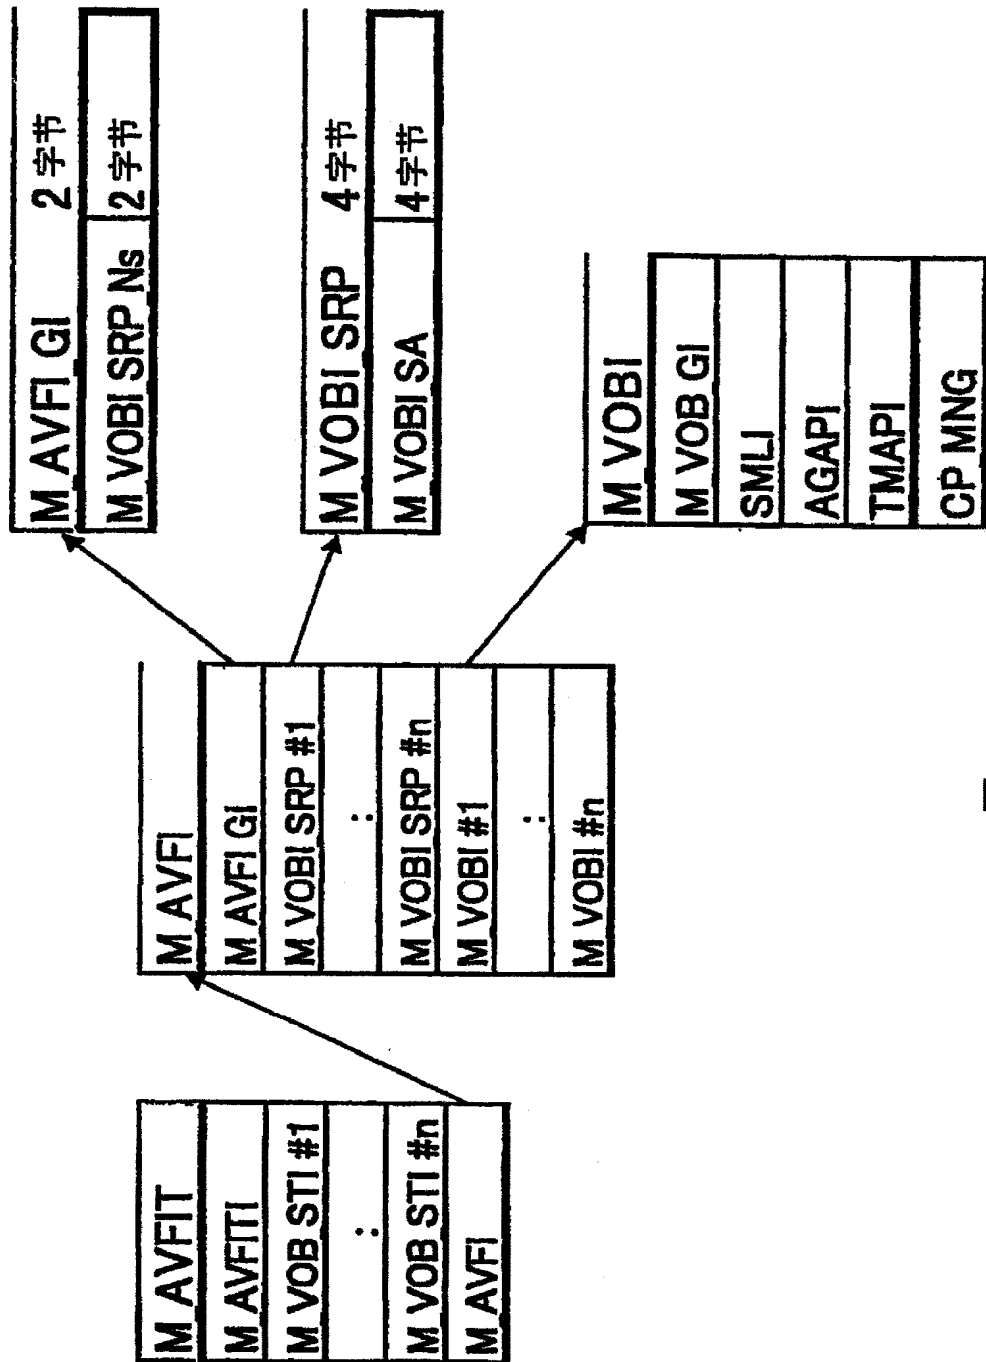 M AVFIT
M AVFITI
M VOB STI #1
:
M VOB STI #n
M AVFI
M AVFI
M AVFI GI
M VOBI SRP #1
:
M VOBI SRP #n
M VOBI #1
:
M VOBI #n
M AVFI GI 2字节
M VOBI SRP Ns 2字节
M VOBI SRP 4字节
M VOBI SA 4字节
M VOBI
M VOB GI
SMLI
AGAPI
TMAPI
CP MNG